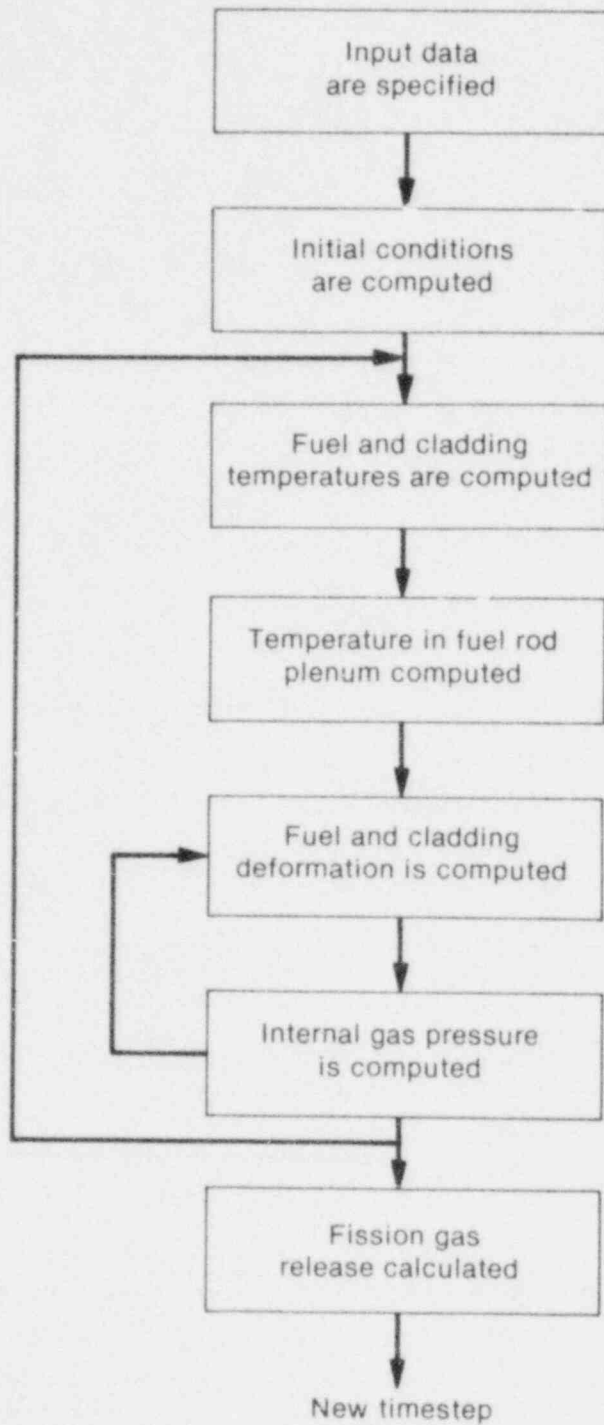 Input data
are specified
Initial conditions
are computed
Fuel and cladding
temperatures are computed
Temperature in fuel rod
plenum computed
Fuel and cladding
deformation is computed
Internal gas pressure
is computed
Fission gas
release calculated
New timestep